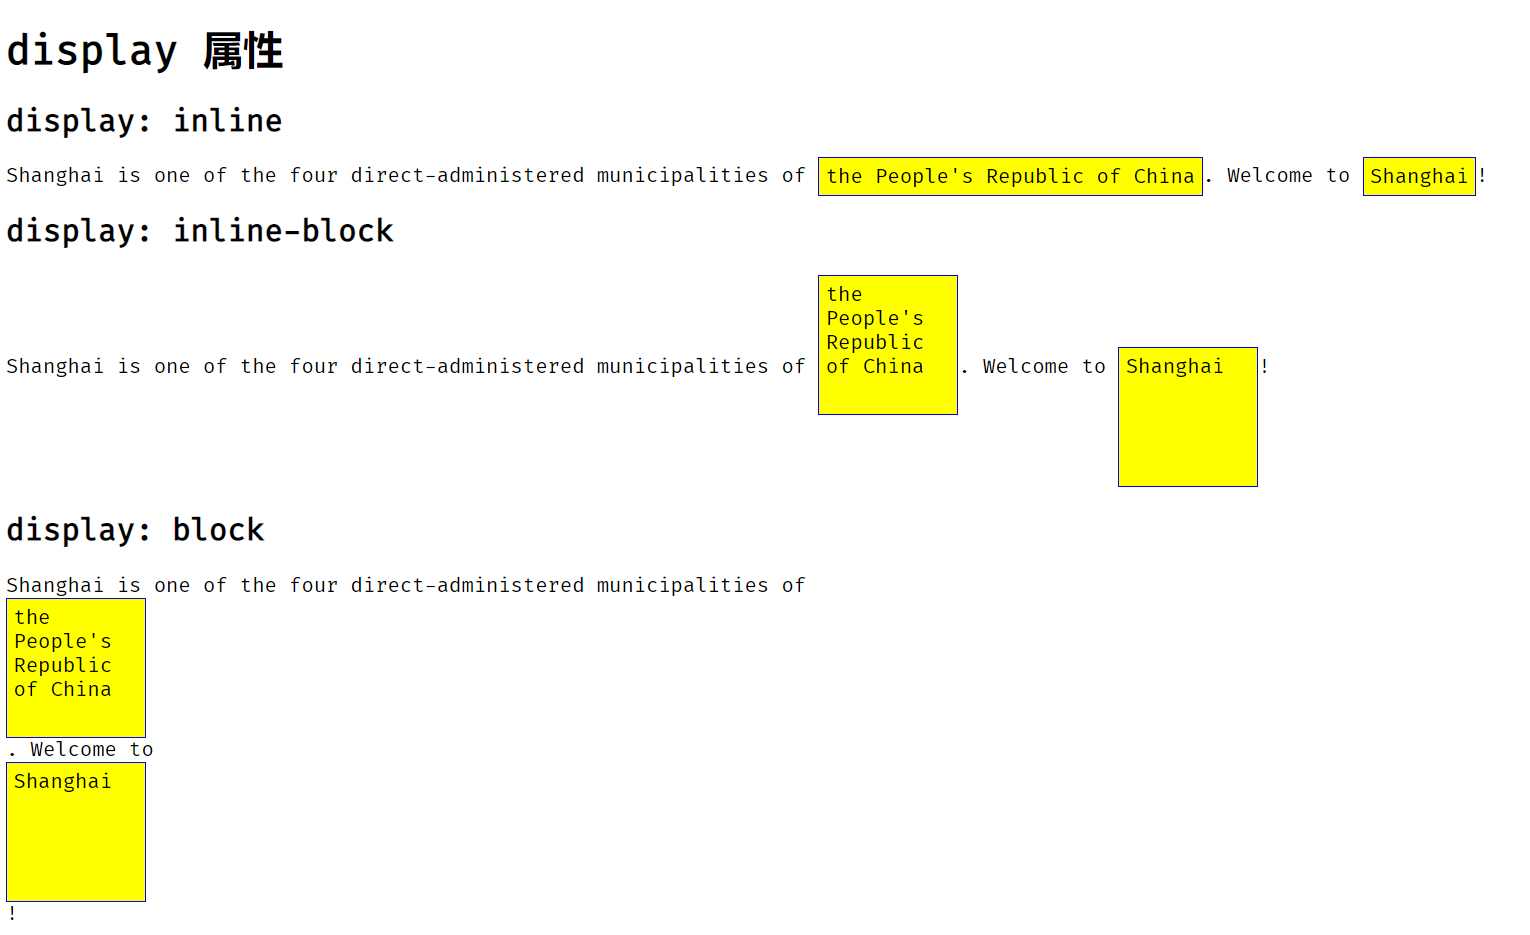 display 属性
display: inline
Shanghai is one of the four direct-administered municipalities of the People's Republic of China. Welcome to Shanghai!
display: inline-block
the
People's
Republic
Shanghai is one of the four direct-administered municipalities of of China. Welcome to Shanghai!
display: block
Shanghai is one of the four direct-administered municipalities of
the
People's
Republic
of China
. Welcome to
Shanghai
!